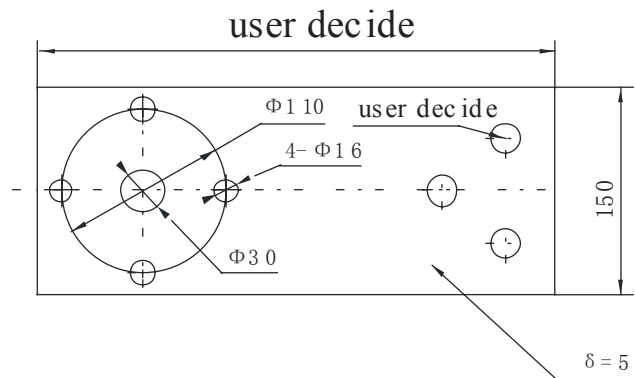 user decide
Φ110
user decide
4-Φ16
150
Φ30
δ=5